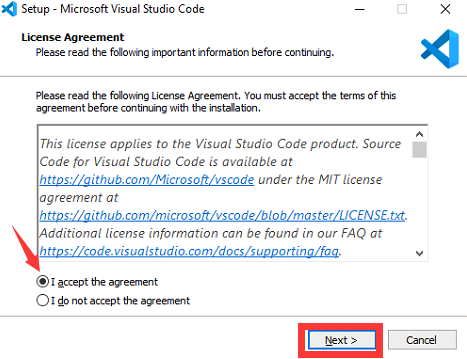 Setup - Microsoft Visual Studio Code
License Agreement
Please read the following important information before continuing.
Please read the following License Agreement. You must accept the terms of this
agreement before continuing with the installation.
This license applies to the Visual Studio Code product. Source
Code for Visual Studio Code is available at
https://github.com/Microsoft/vscode under the MIT license
agreement at
https://github.com/microsoft/vscode/blob/master/LICENSE.txt.
Additional license information can be found in our FAQ at
https://code.visualstudio.com/docs/supporting/faq.
I accept the agreement
I do not accept the agreement
Next >
Cancel